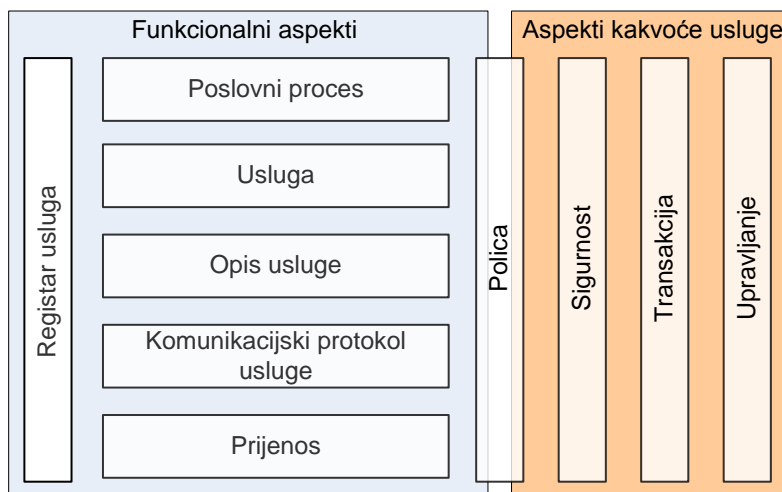 Funkcionalni aspekti
Aspekti kakvoće usluge
Registar usluga
Poslovni proces
Usluga
Opis usluge
Komunikacijski protokol
usluge
Prijenos
Polica
Sigurnost
Transakcija
Upravljanje